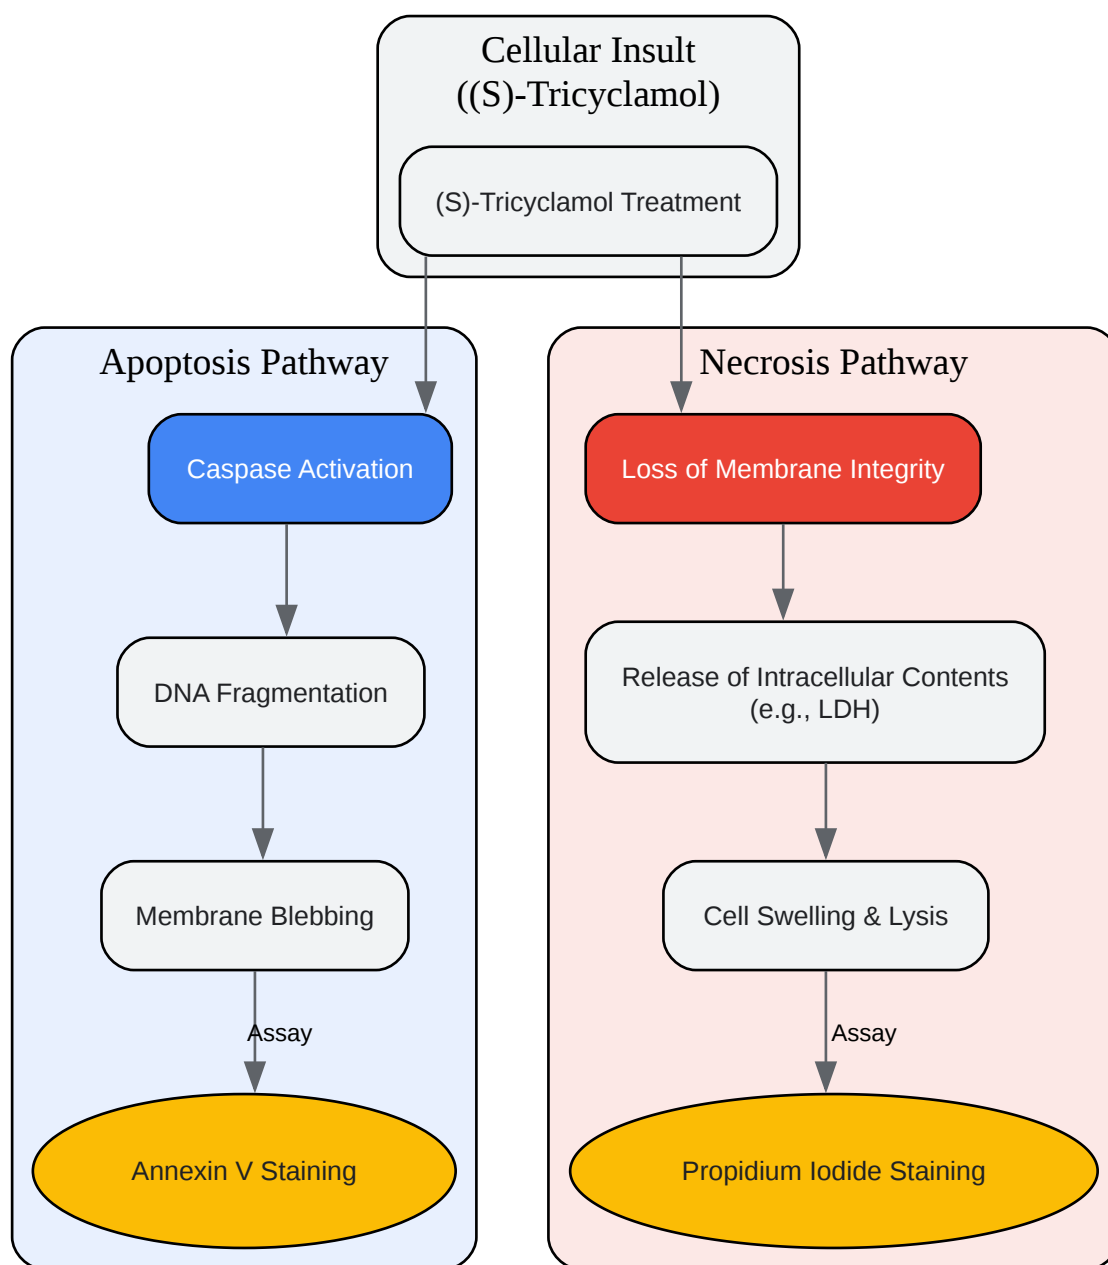 Cellular Insult
((S)-Tricyclamol)
(S)-Tricyclamol Treatment
Apoptosis Pathway
Caspase Activation
DNA Fragmentation
Membrane Blebbing
Assay
Annexin V Staining
Necrosis Pathway
Loss of Membrane Integrity
Release of Intracellular Contents
(e.g., LDH)
Cell Swelling & Lysis
Assay
Propidium Iodide Staining